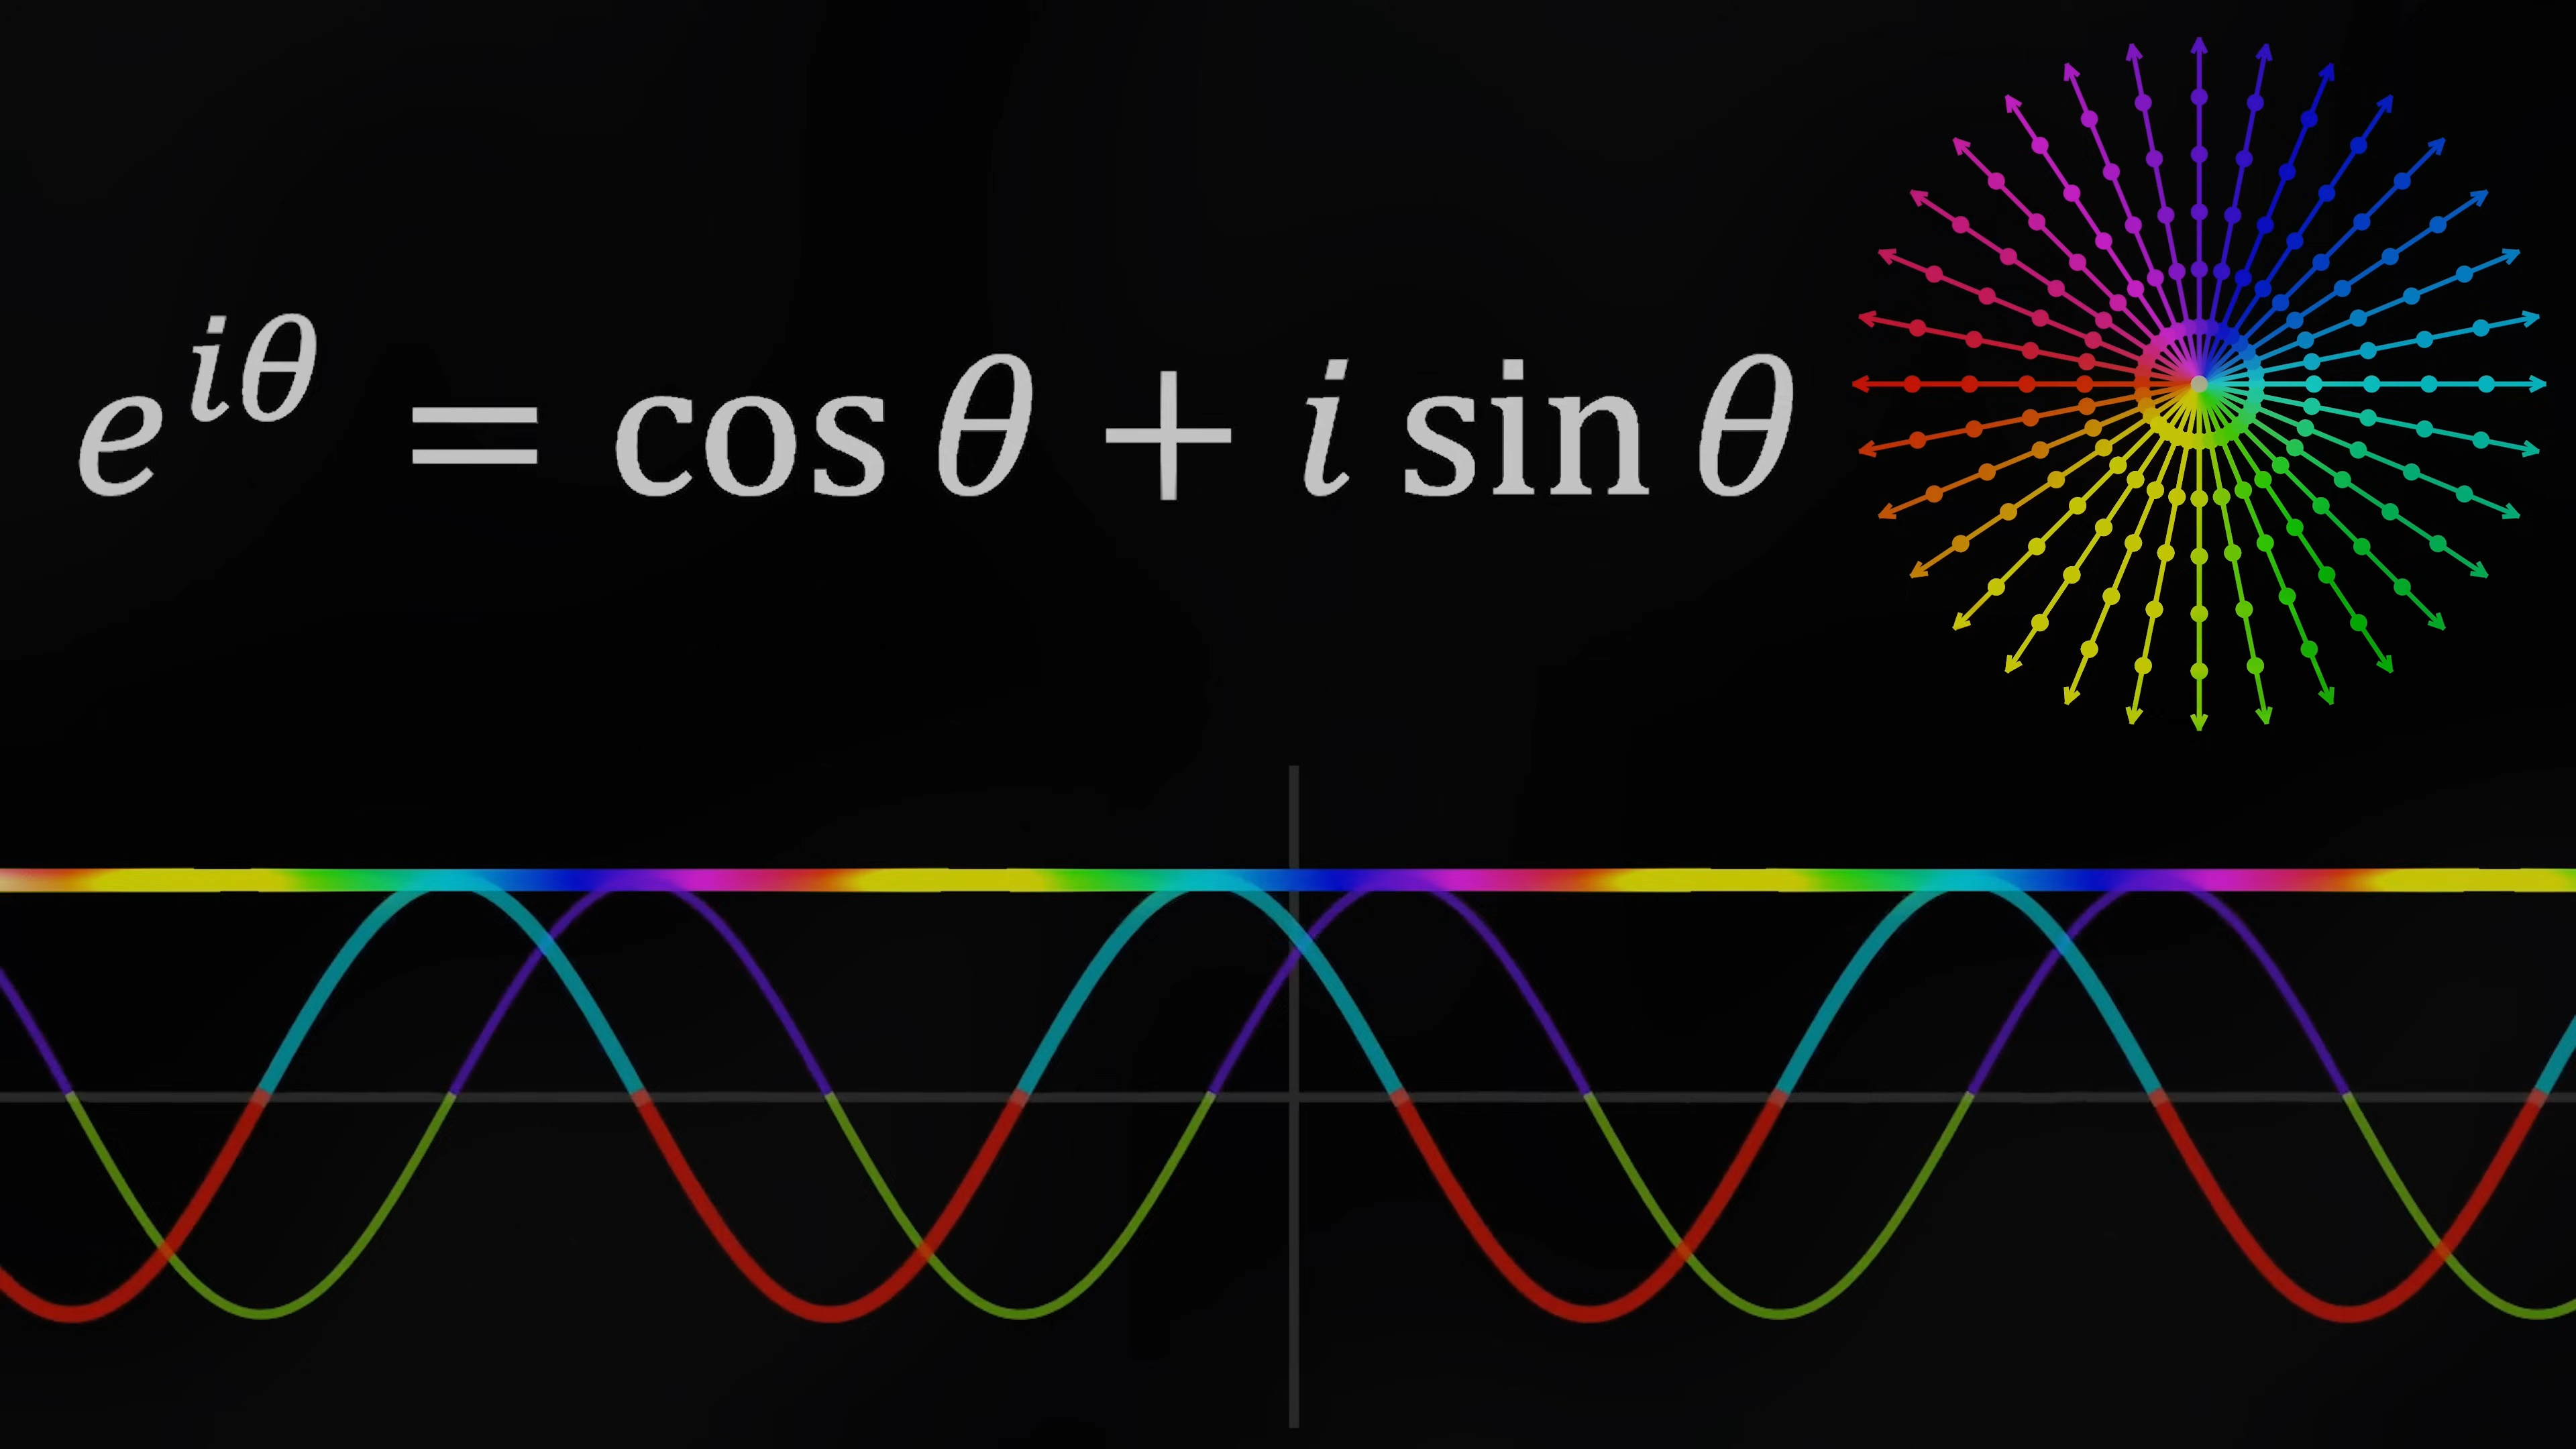 e^{iθ} = cos θ + i sin θ